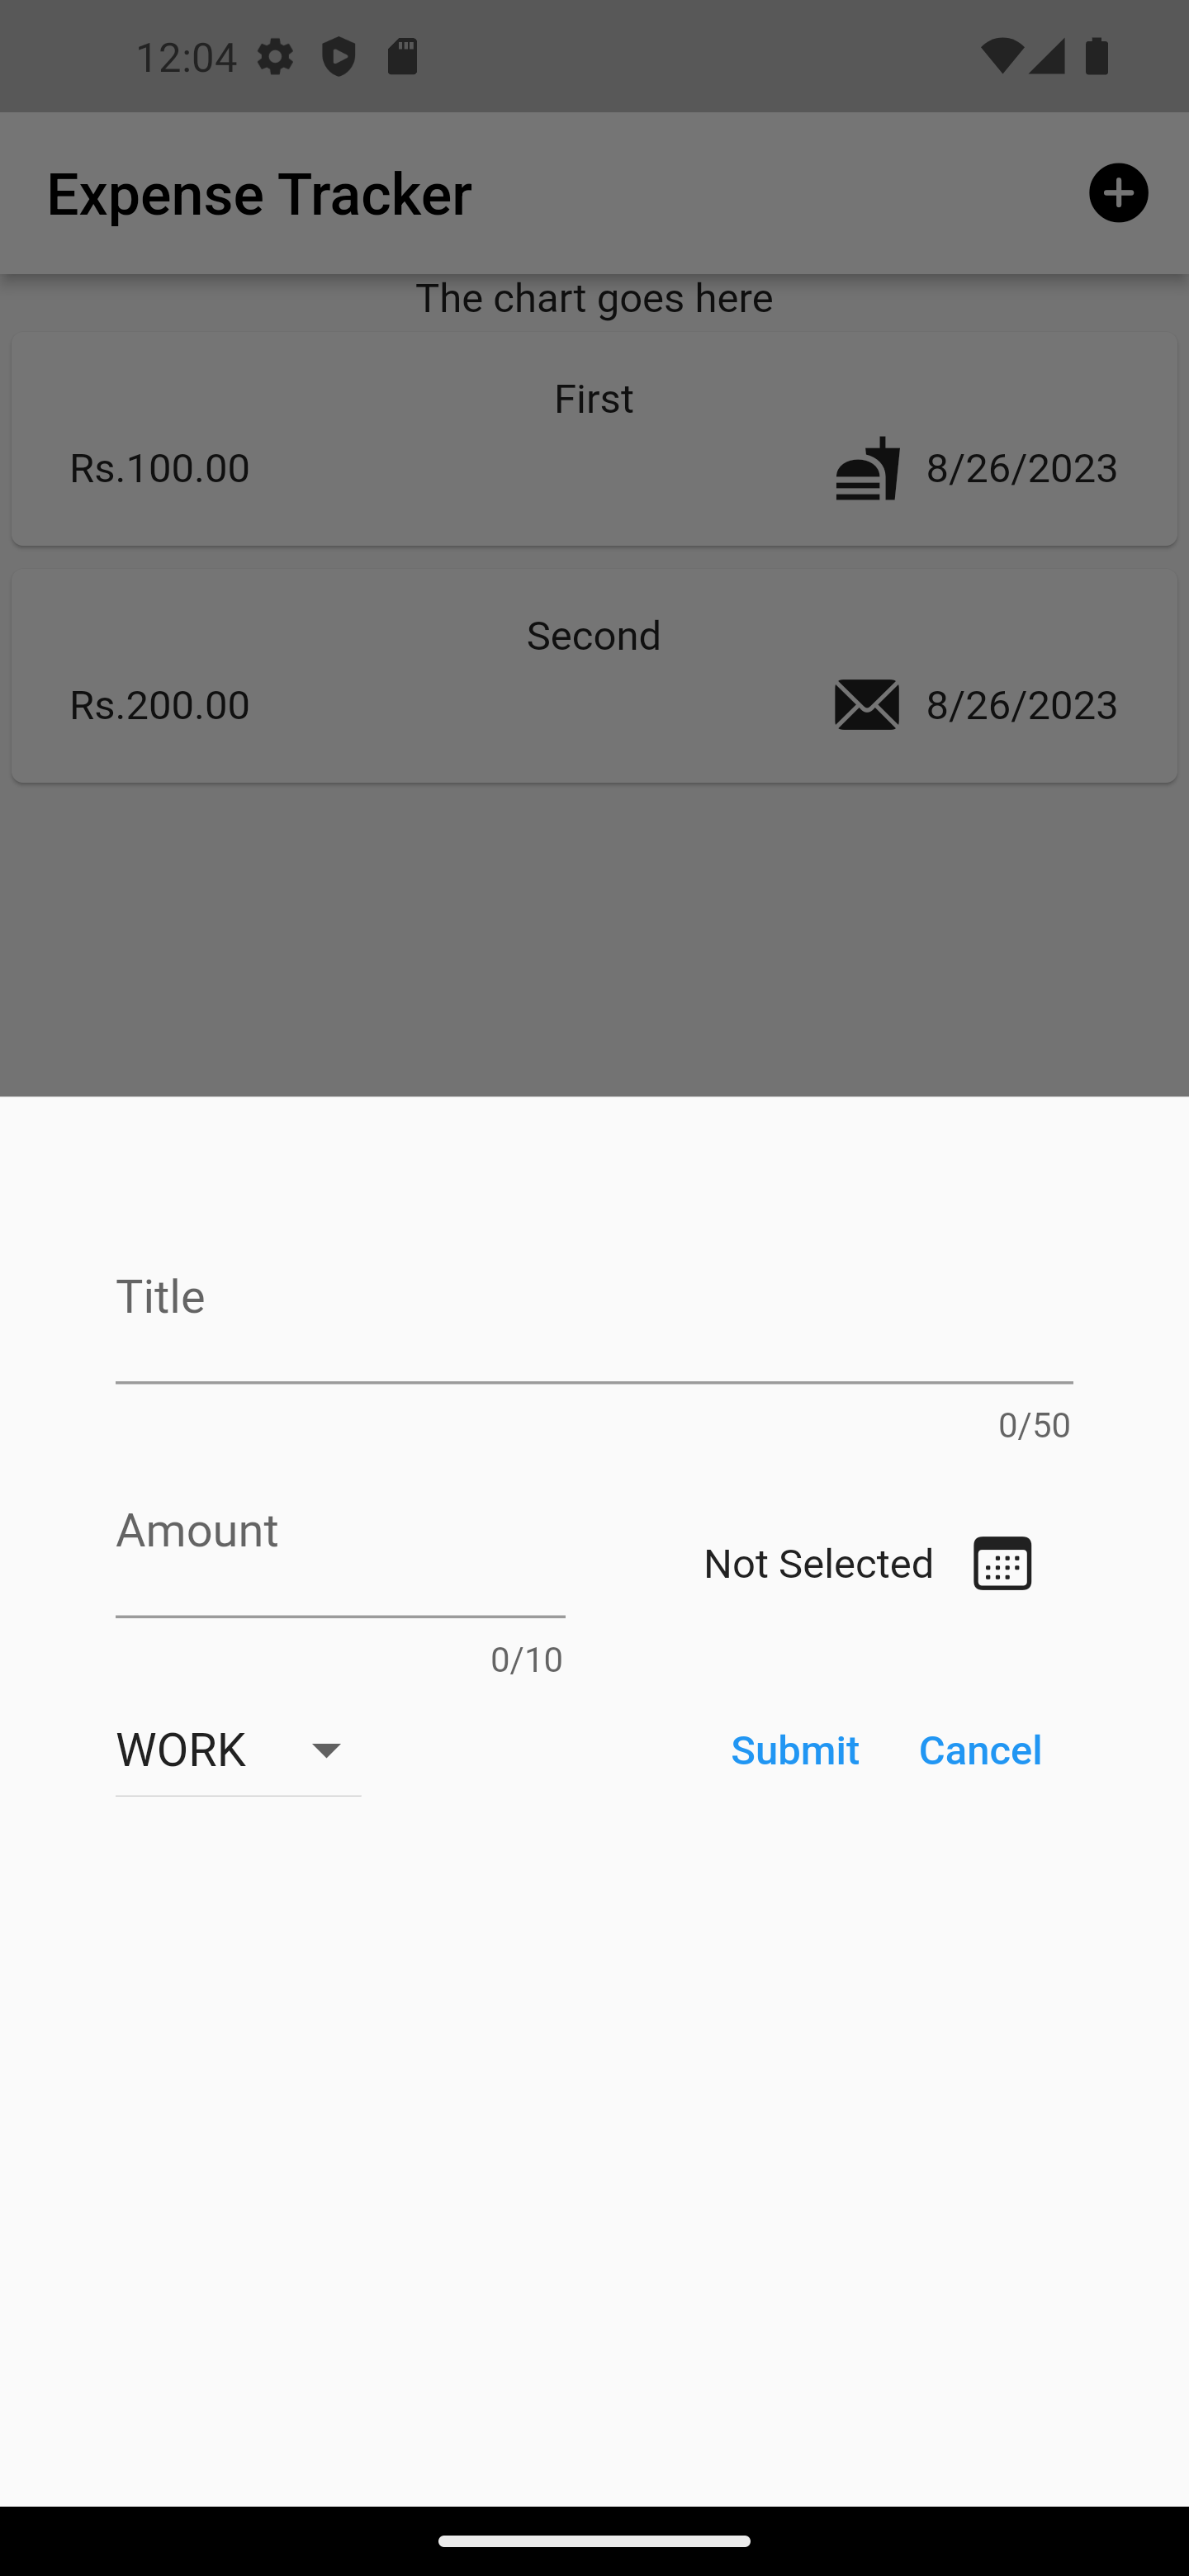 12:04
Expense Tracker
The chart goes here
First
Rs.100.00 8/26/2023
Second
Rs.200.00 8/26/2023
Title
0/50
Amount
Not Selected
0/10
WORK Submit Cancel